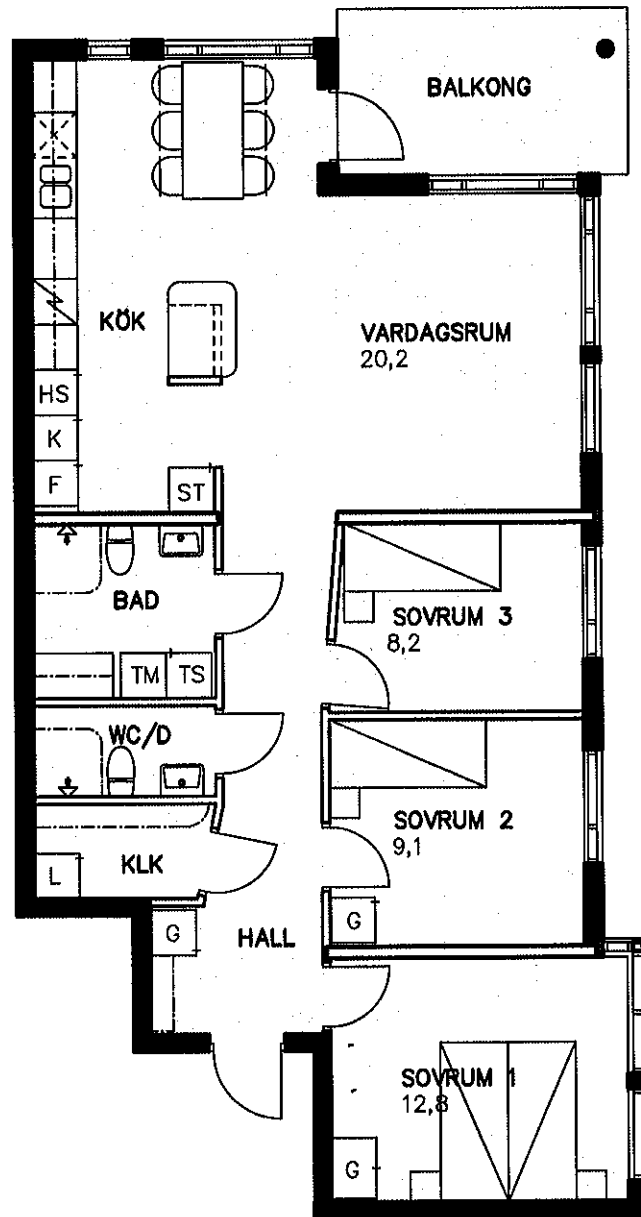 BALKONG
KÖK
VARDAGSRUM
20,2
HS
K
F
ST
BAD
SOVRUM 3
8,2
TM
TS
WC/D
SOVRUM 2
9,1
KLK
L
G
HALL
G
SOVRUM 1
12,8
G